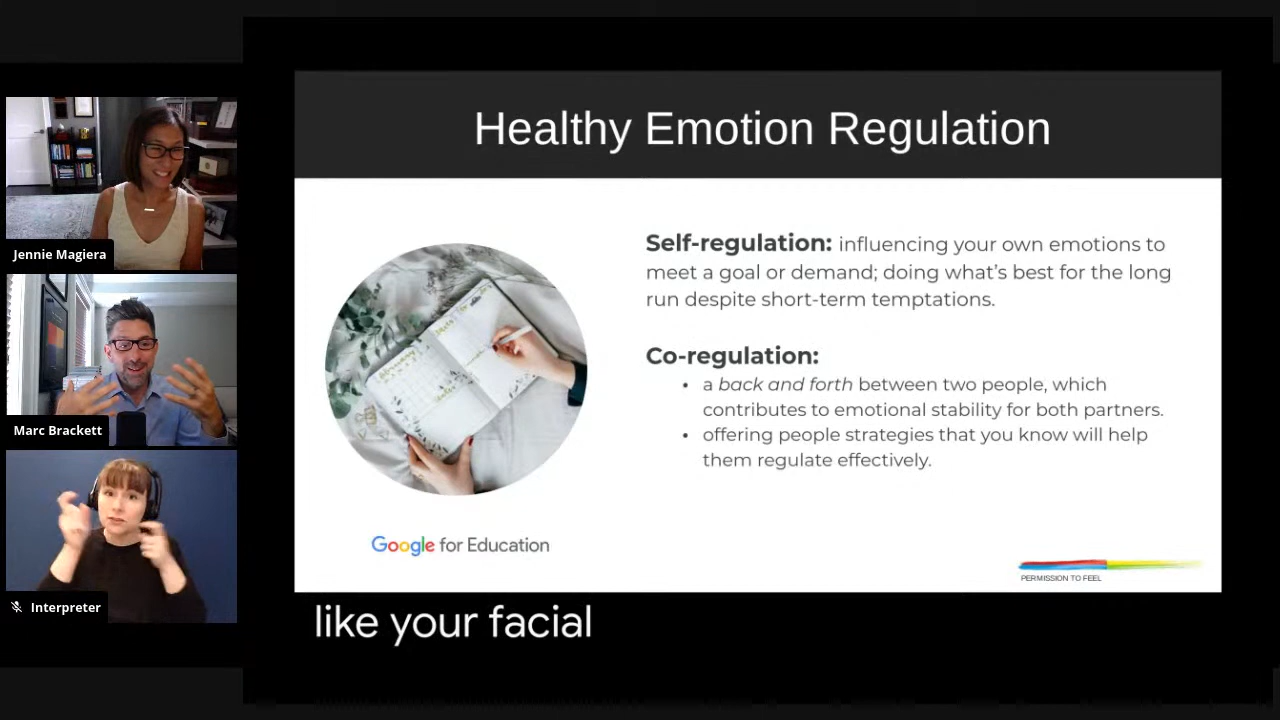 Healthy Emotion Regulation
Jennie Magiera
Marc Brackett
Interpreter
Self-regulation: influencing your own emotions to
meet a goal or demand; doing what's best for the long
run despite short-term temptations.
Co-regulation:
• a back and forth between two people, which
contributes to emotional stability for both partners.
• offering people strategies that you know will help
them regulate effectively.
Google for Education
PERMISSION TO FEEL
like your facial